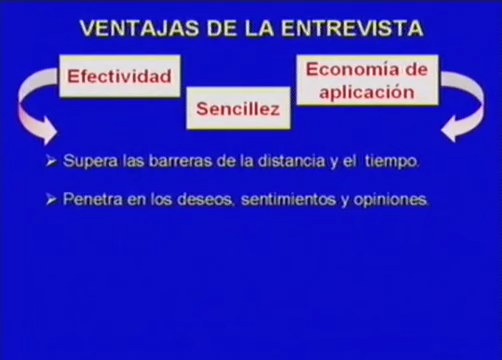 VENTAJAS DE LA ENTREVISTA
Efectividad
Sencillez
Economía de
aplicación
Supera las barreras de la distancia y el tiempo.
Penetra en los deseos, sentimientos y opiniones.